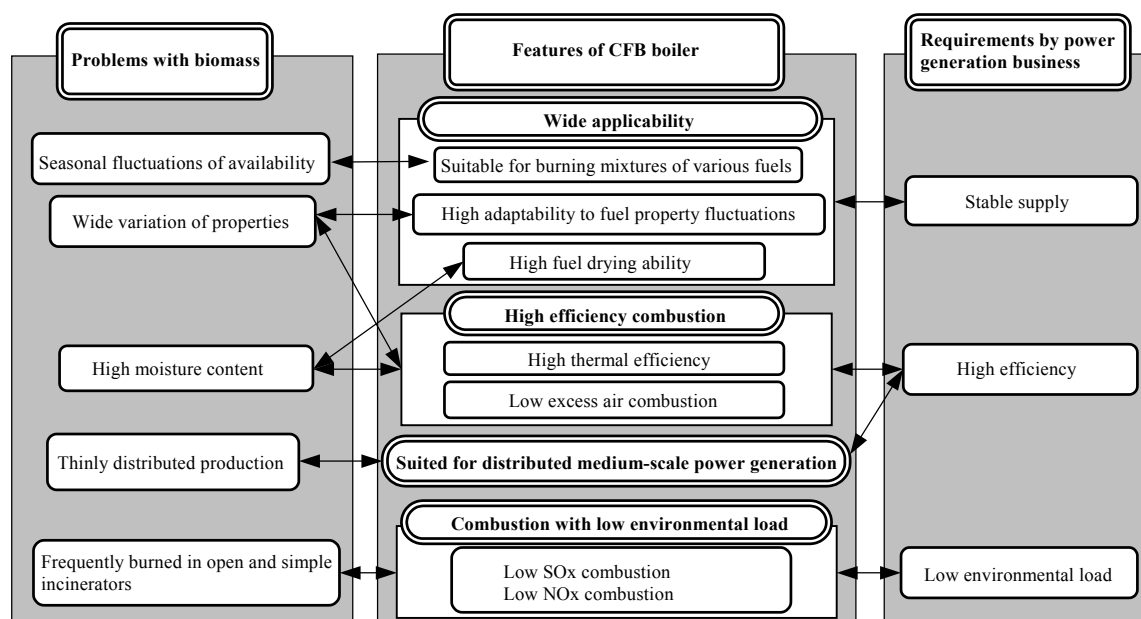 Problems with biomass
Seasonal fluctuations of availability
Wide variation of properties
High moisture content
Thinly distributed production
Frequently burned in open and simple
incinerators
Features of CFB boiler
Wide applicability
Suitable for burning mixtures of various fuels
High adaptability to fuel property fluctuations
High fuel drying ability
High efficiency combustion
High thermal efficiency
Low excess air combustion
Suited for distributed medium-scale power generation
Combustion with low environmental load
Low SOx combustion
Low NOx combustion
Requirements by power
generation business
Stable supply
High efficiency
Low environmental load